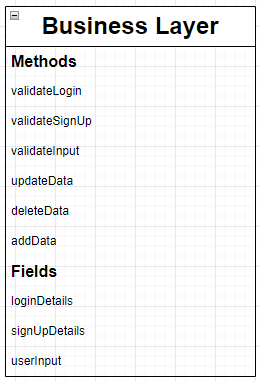 Business Layer
Methods
validateLogin
validateSignUp
validateInput
updateData
deleteData
addData
Fields
loginDetails
signUpDetails
userInput